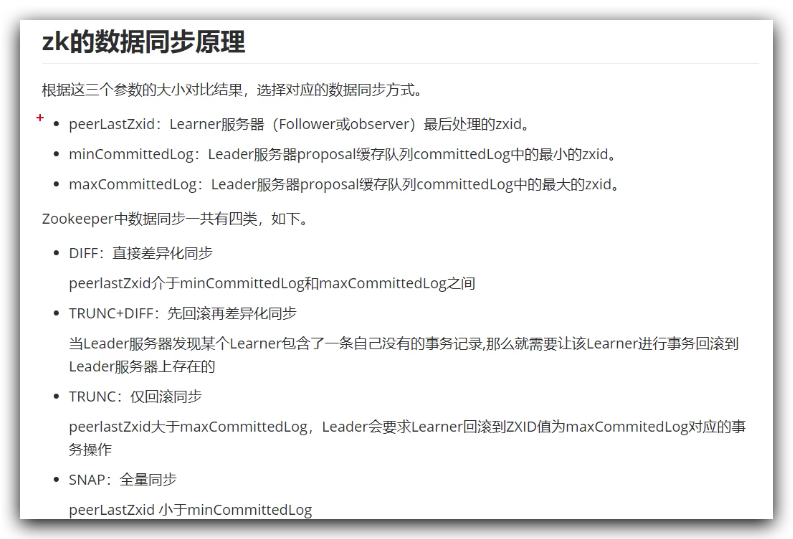 zk的数据同步原理
根据这三个参数的大小对比结果，选择对应的数据同步方式。
peerLastZxid：Learner服务器（Follower或observer）最后处理的zxid。
minCommittedLog：Leader服务器proposal缓存队列committedLog中的最小的zxid。
maxCommittedLog：Leader服务器proposal缓存队列committedLog中的最大的zxid。
Zookeeper中数据同步一共有四类，如下。
DIFF：直接差异化同步
peerlastZxid介于minCommittedLog和maxCommittedLog之间
TRUNC+DIFF：先回滚再差异化同步
当Leader服务器发现某个Learner包含了一条自己没有的事务记录,那么就需要让该Learner进行事务回滚到
Leader服务器上存在的
TRUNC：仅回滚同步
peerlastZxid大于maxCommittedLog，Leader会要求Learner回滚到ZXID值为maxCommitedLog对应的事
务操作
SNAP：全量同步
peerLastZxid 小于minCommittedLog